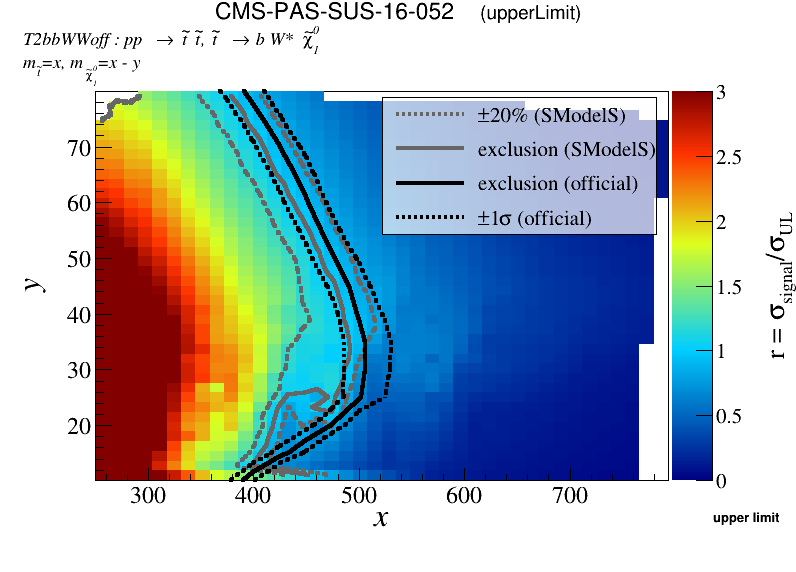 CMS-PAS-SUS-16-052 (upperLimit)
T2bbWWoff : pp → t̃ t̃, t̃ → b W* χ̃⁰₁
m_t̃=x, m_χ̃⁰₁=x - y
±20% (SModelS)
exclusion (SModelS)
exclusion (official)
±1σ (official)
70
60
50
40
30
20
y
300 400 500 600 700
x
3
2.5
2
1.5
1
0.5
0
r = σ_signal/σ_UL
upper limit